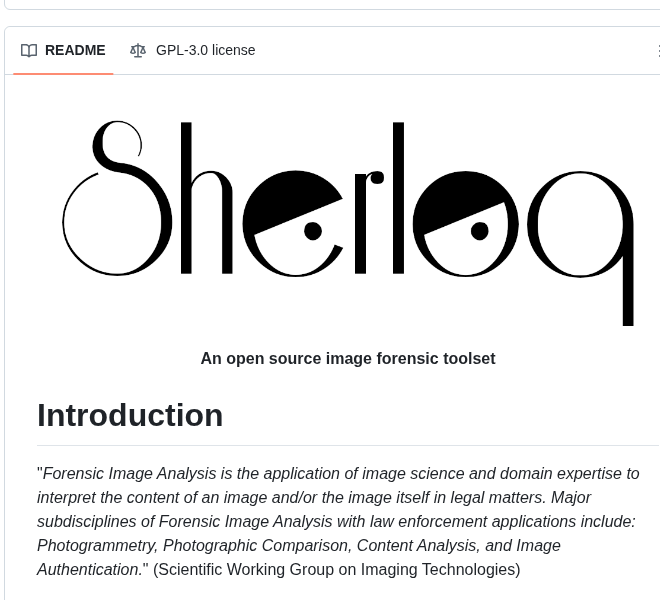 README GPL-3.0 license
Sherloq
An open source image forensic toolset
Introduction
"Forensic Image Analysis is the application of image science and domain expertise to
interpret the content of an image and/or the image itself in legal matters. Major
subdisciplines of Forensic Image Analysis with law enforcement applications include:
Photogrammetry, Photographic Comparison, Content Analysis, and Image
Authentication." (Scientific Working Group on Imaging Technologies)